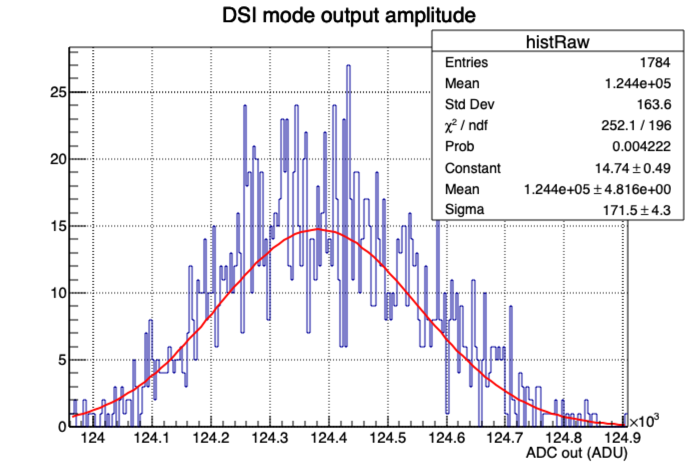 DSI mode output amplitude
histRaw
Entries 1784
Mean 1.244e+05
Std Dev 163.6
χ² / ndf 252.1 / 196
Prob 0.004222
Constant 14.74 ± 0.49
Mean 1.244e+05 ± 4.816e+00
Sigma 171.5 ± 4.3
25
20
15
10
5
0
124 124.1 124.2 124.3 124.4 124.5 124.6 124.7 124.8 124.9 ×10³
ADC out (ADU)